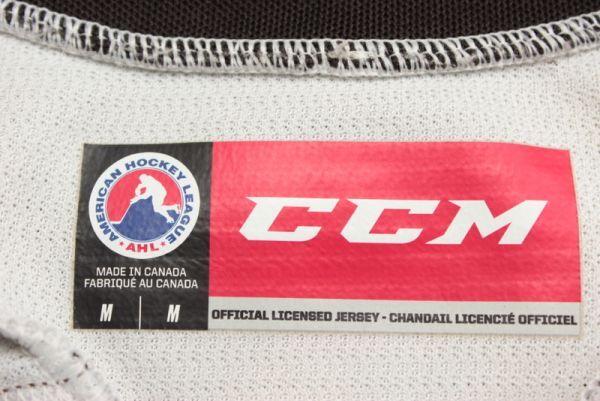 AMERICAN HOCKEY LEAGUE
AHL
MADE IN CANADA
FABRIQUÉ AU CANADA
M | M
CCM
OFFICIAL LICENSED JERSEY - CHANDAIL LICENCIÉ OFFICIEL